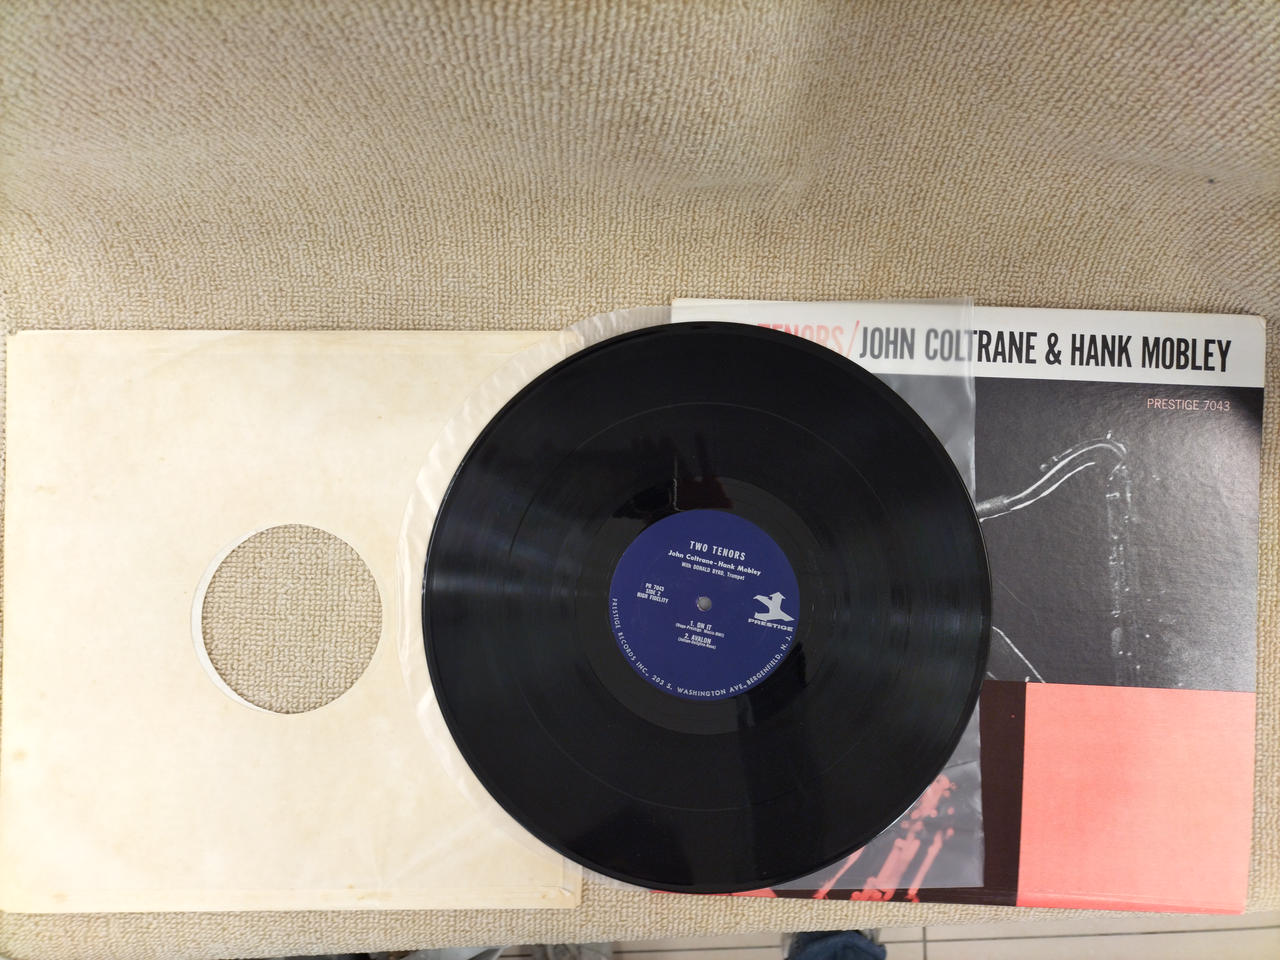 TENORS/JOHN COLTRANE & HANK MOBLEY
PRESTIGE 7043
TWO TENORS
John Coltrane - Hank Mobley
With DONALD BYRD, Trumpet
PR 7043
SIDE 2
HIGH FIDELITY
PRESTIGE
1. ON IT
2. AVALON
PRESTIGE RECORDS INC., 203 S. WASHINGTON AVE., BERGENFIELD, N. J.